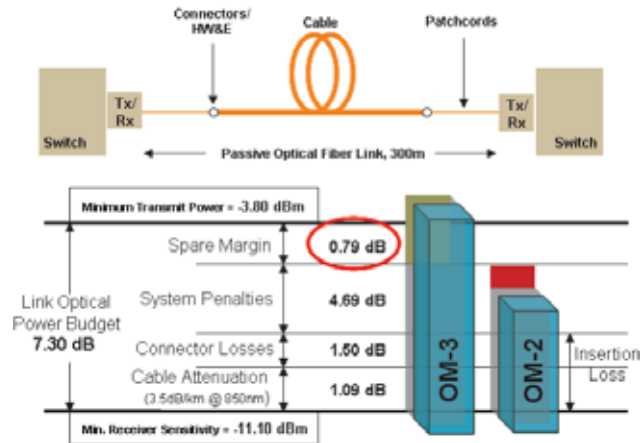 Connectors/
HW&E
Cable
Patchcords
Tx/
Rx
Switch
Tx/
Rx
Switch
Passive Optical Fiber Link, 300m
Minimum Transmit Power = -3.80 dBm
Spare Margin
0.79 dB
System Penalties
4.69 dB
Link Optical
Power Budget
7.30 dB
Connector Losses
1.50 dB
Cable Attenuation
(3.5dB/km @ 850nm)
1.09 dB
OM-3
OM-2
Insertion
Loss
Min. Receiver Sensitivity = -11.10 dBm